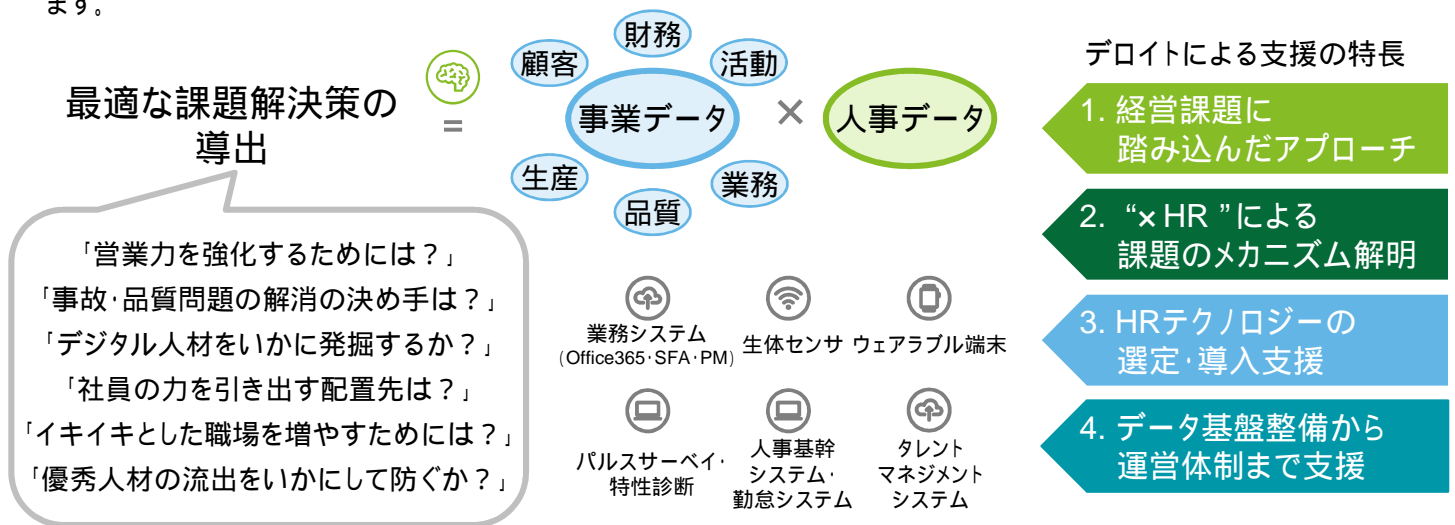 ます。
最適な課題解決策の
導出
=
財務
顧客
活動
事業データ
×
人事データ
生産
業務
品質
「営業力を強化するためには？」
「事故･品質問題の解消の決め手は？」
「デジタル人材をいかに発掘するか？」
「社員の力を引き出す配置先は？」
「イキイキとした職場を増やすためには？」
「優秀人材の流出をいかにして防ぐか？」
業務システム
(Office365･SFA･PM)
生体センサ
ウェアラブル端末
パルスサーベイ･
特性診断
人事基幹
システム･
勤怠システム
タレント
マネジメント
システム
デロイトによる支援の特長
1. 経営課題に
踏み込んだアプローチ
2. “×HR ”による
課題のメカニズム解明
3. HRテクノロジーの
選定･導入支援
4. データ基盤整備から
運営体制まで支援